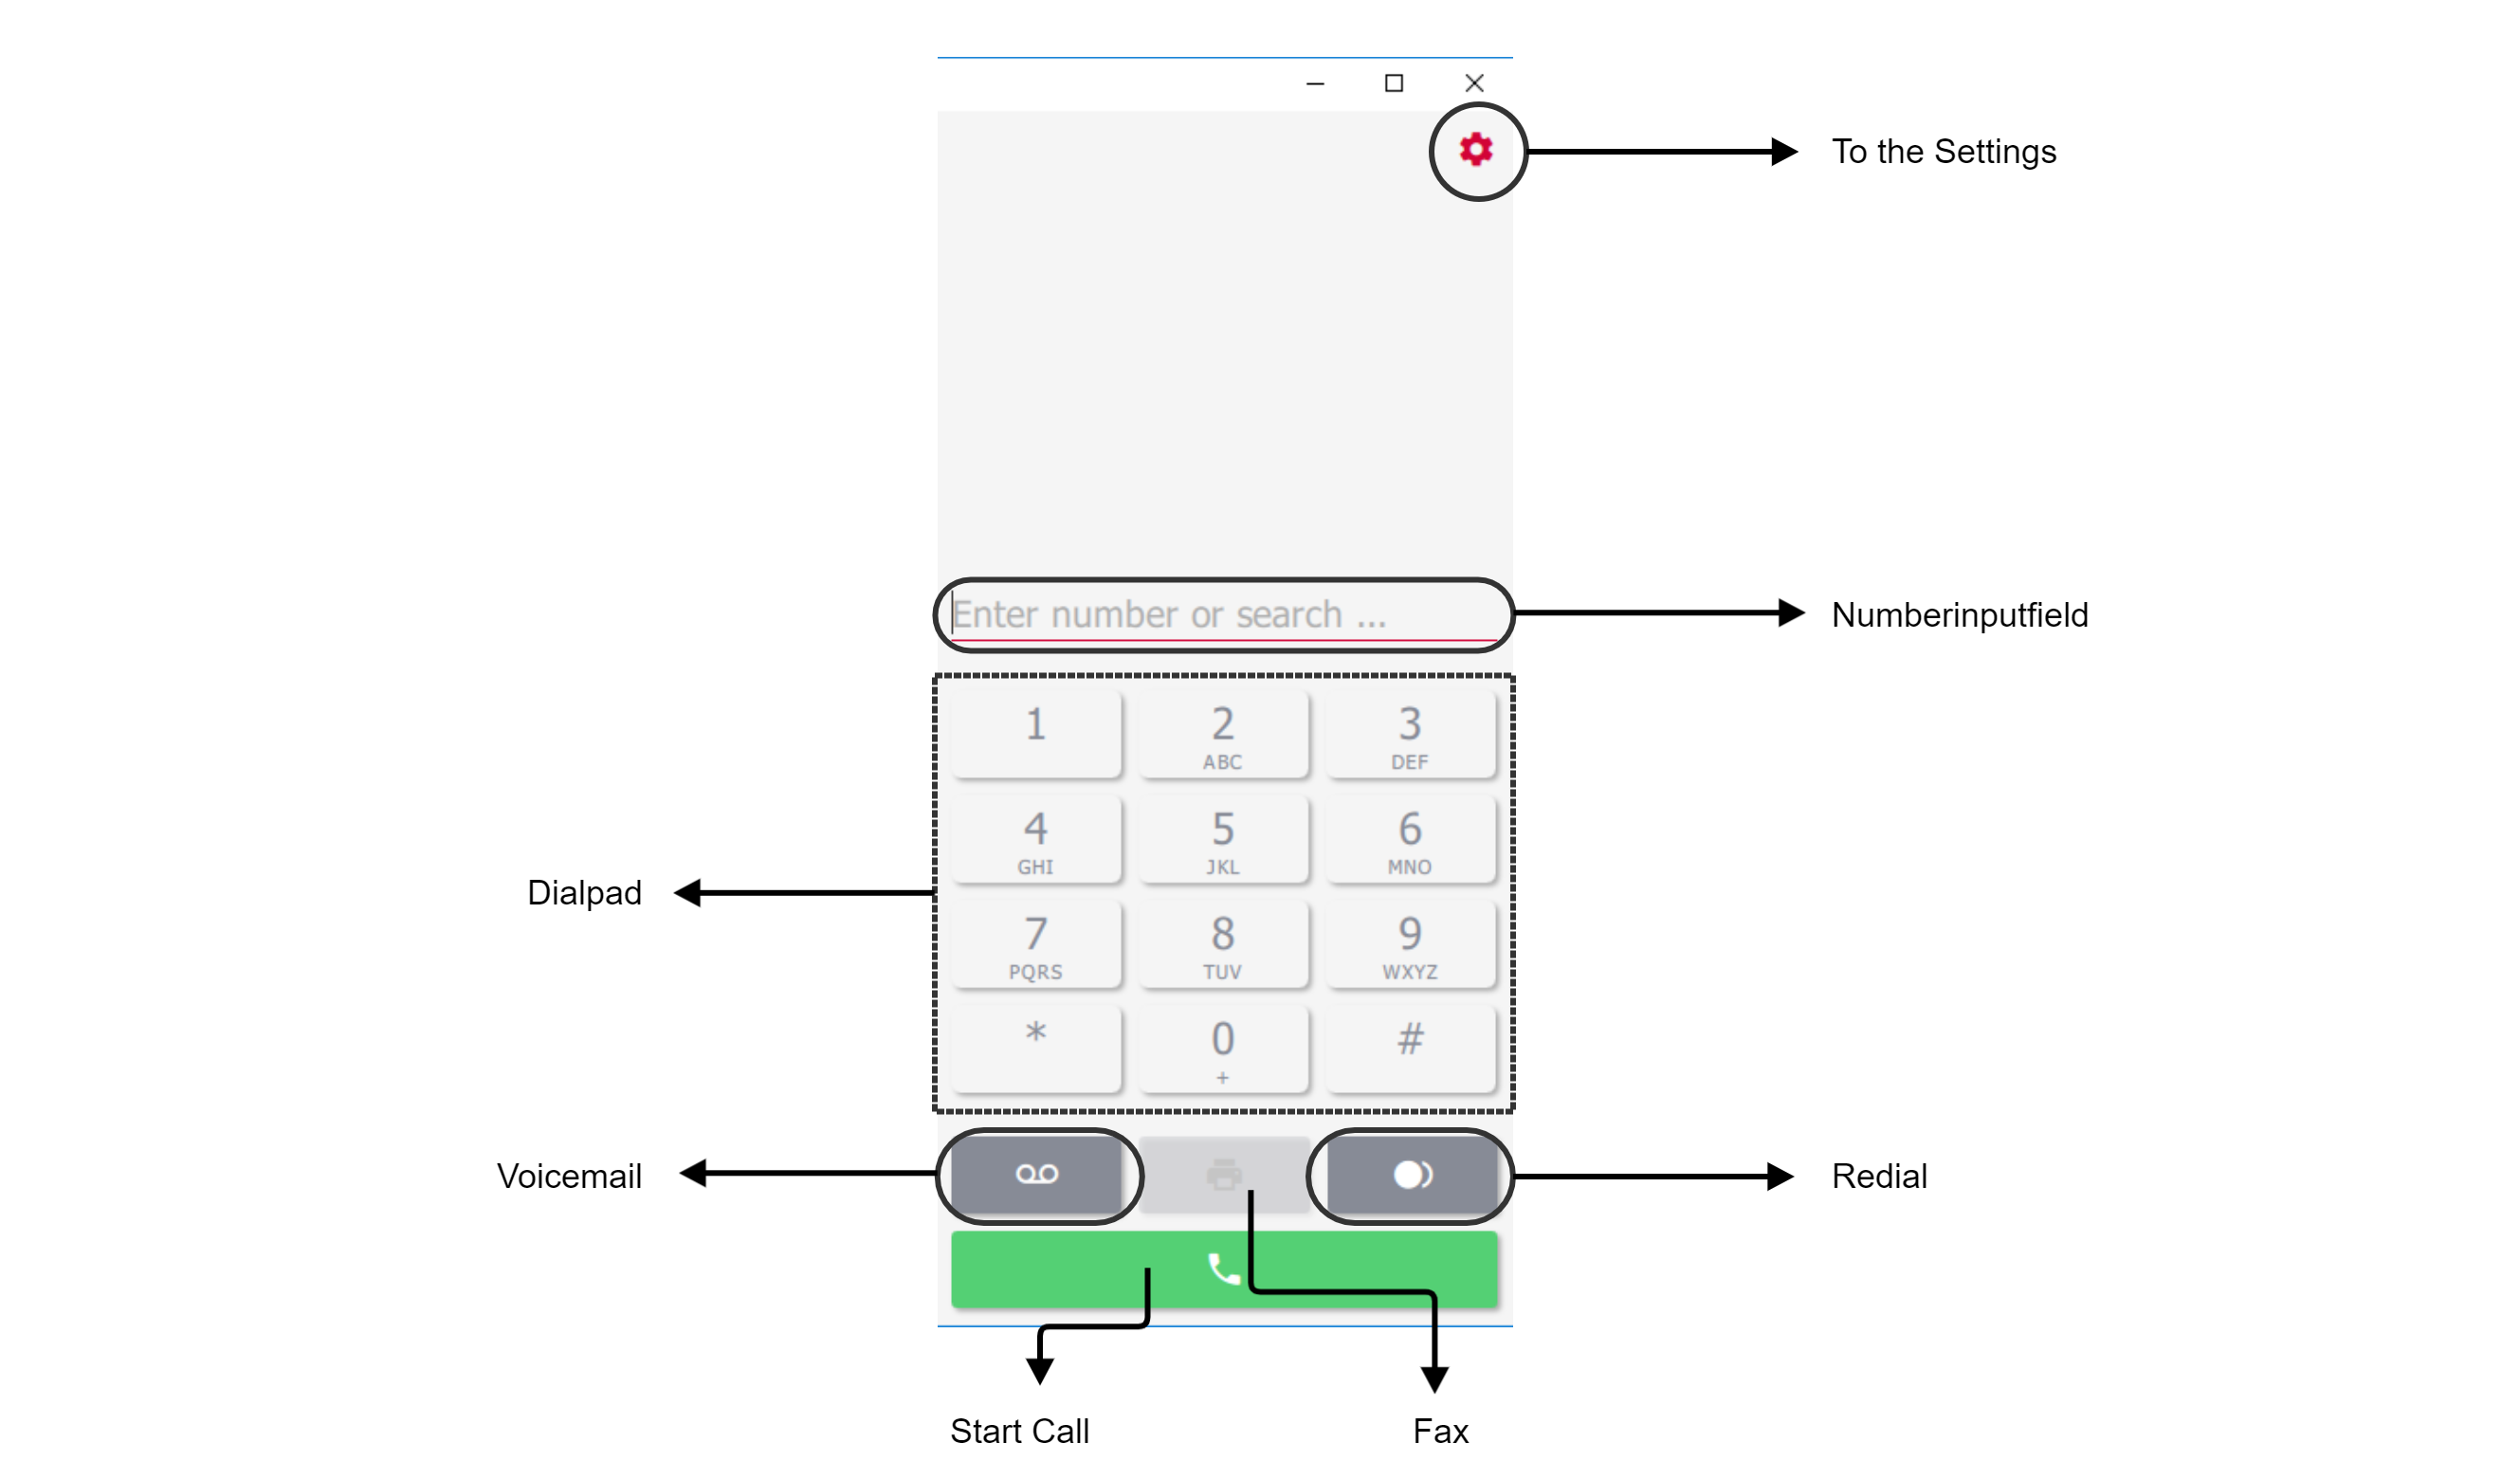 To the Settings
Enter number or search ...
Numberinputfield
1
2
3
ABC
DEF
4
5
6
GHI
JKL
MNO
Dialpad
7
8
9
PQRS
TUV
WXYZ
*
0
#
+
Voicemail
Redial
Start Call
Fax